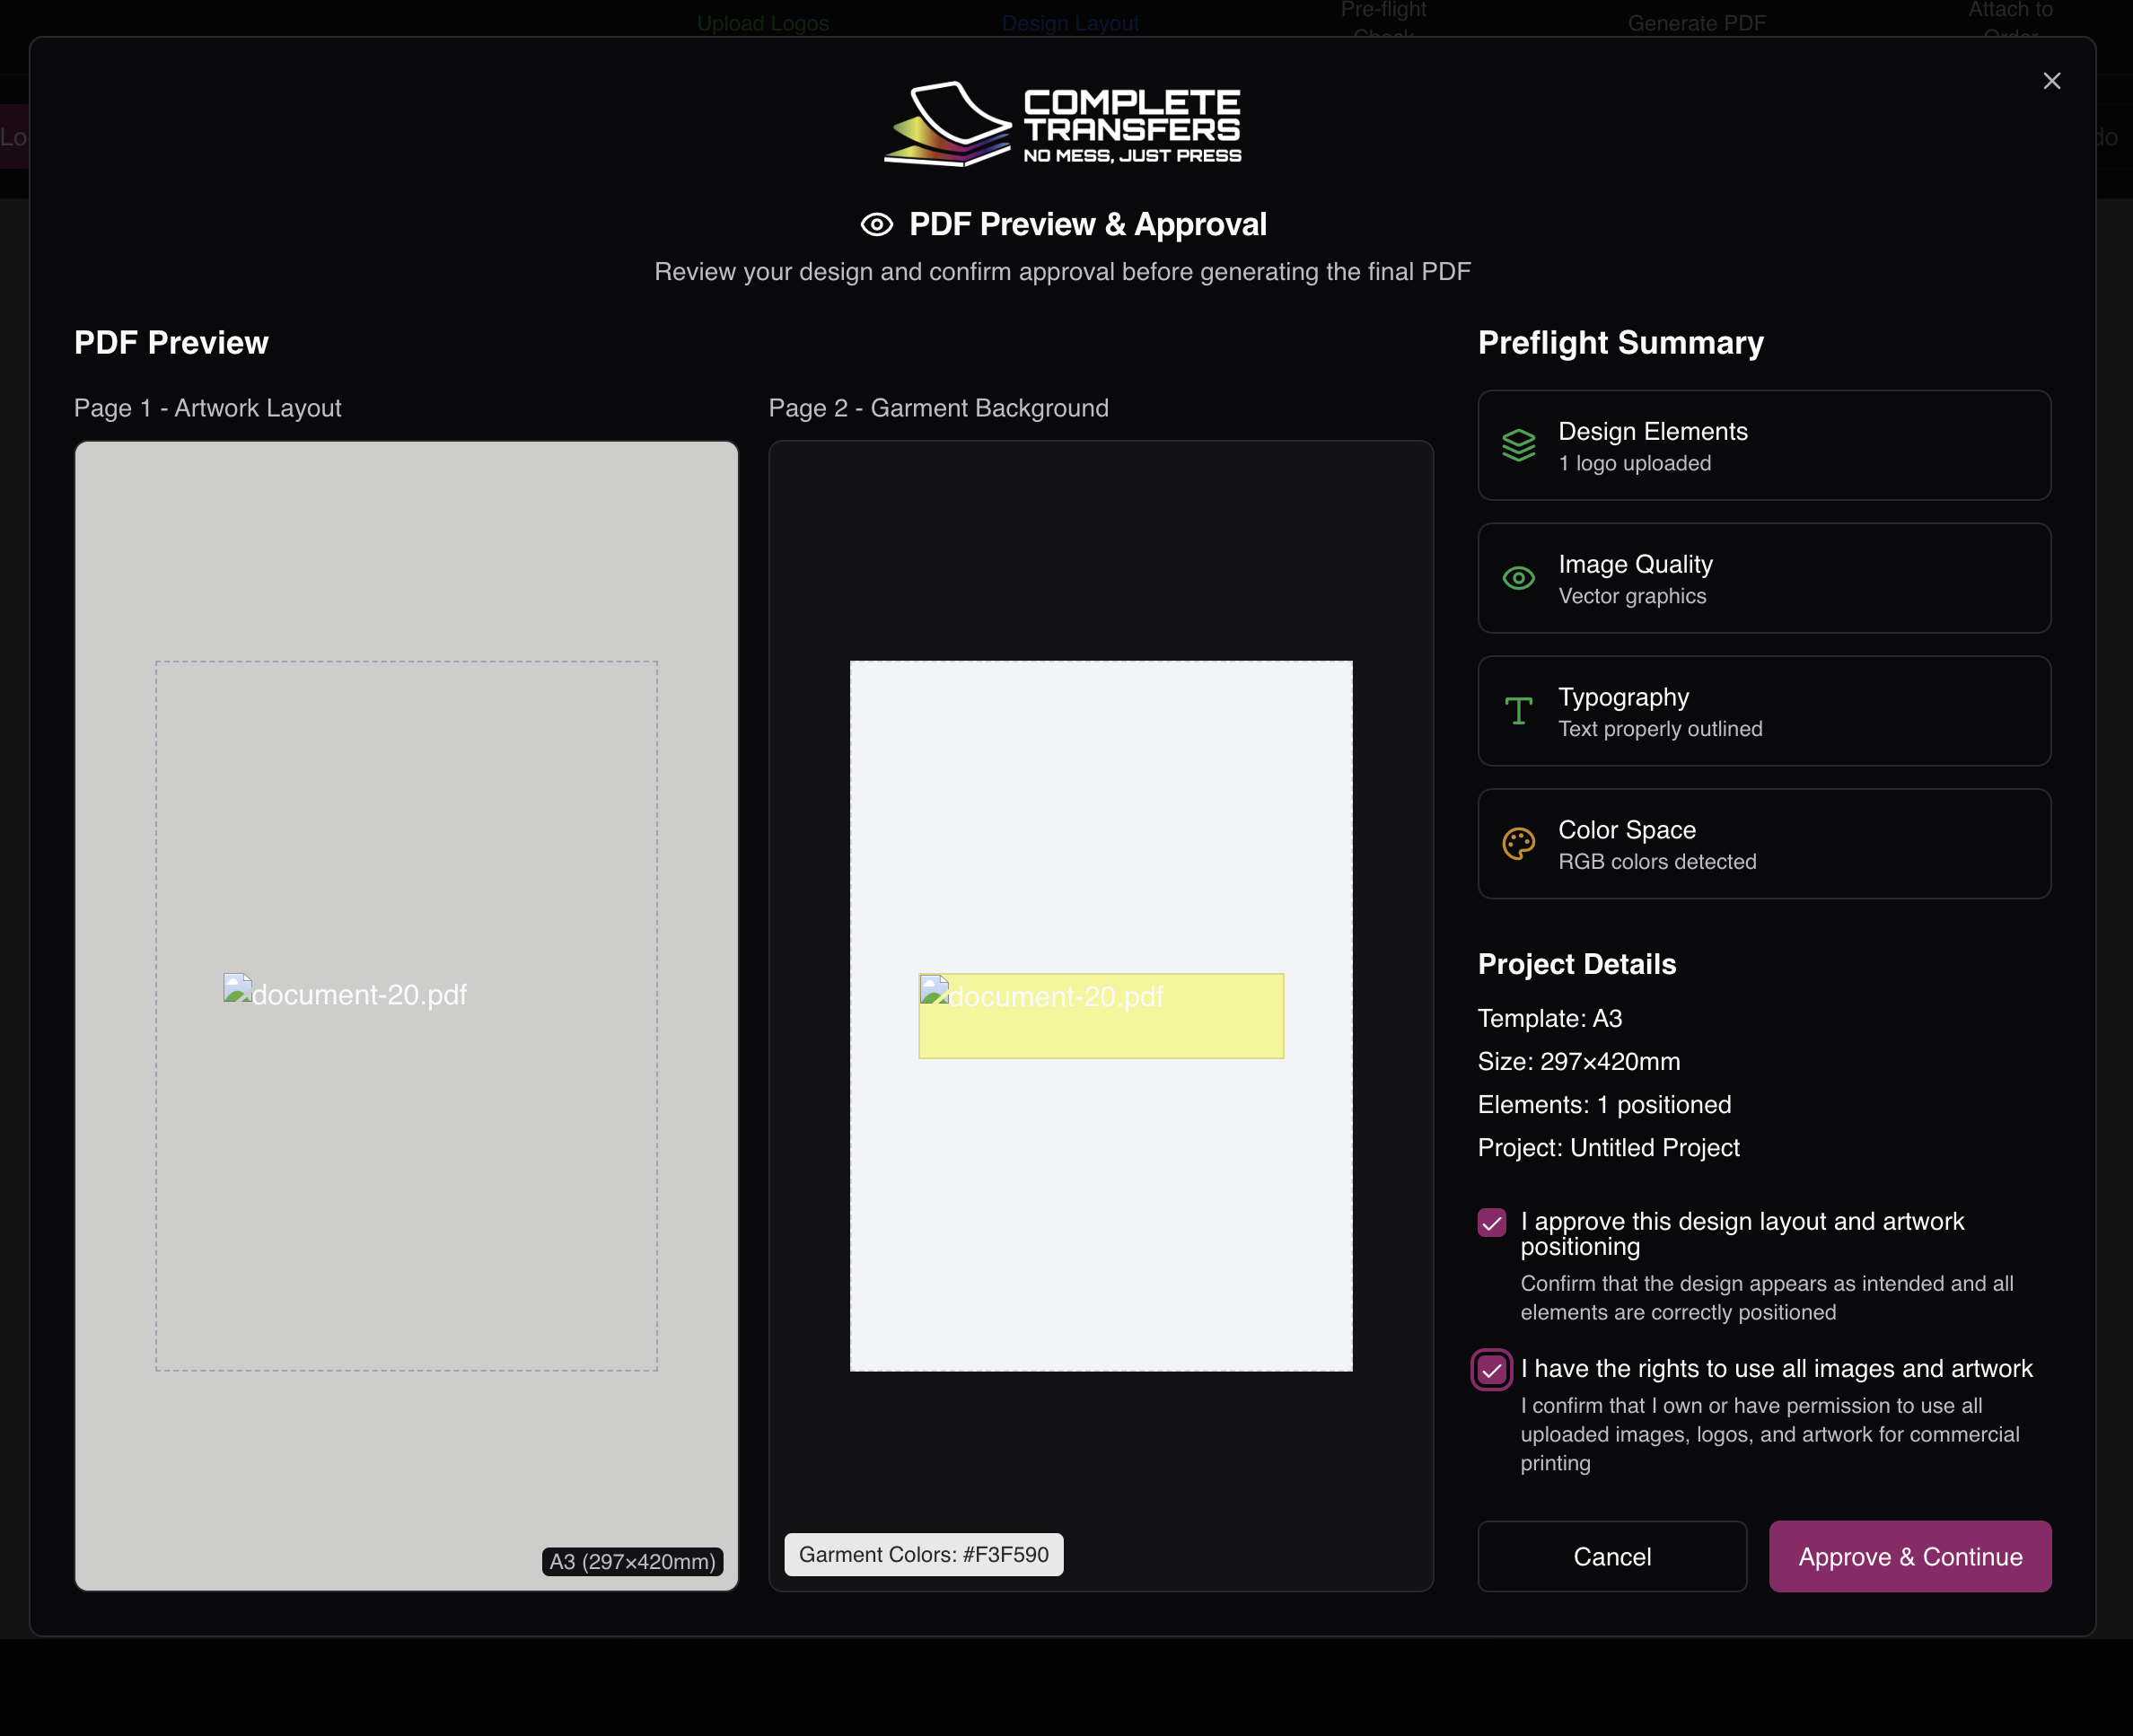 Upload Logos
Design Layout
Pre-flight
Check
Generate PDF
Attach to
Order
COMPLETE
TRANSFERS
NO MESS, JUST PRESS
PDF Preview & Approval
Review your design and confirm approval before generating the final PDF
PDF Preview
Page 1 - Artwork Layout
document-20.pdf
A3 (297×420mm)
Page 2 - Garment Background
document-20.pdf
Garment Colors: #F3F590
Preflight Summary
Design Elements
1 logo uploaded
Image Quality
Vector graphics
Typography
Text properly outlined
Color Space
RGB colors detected
Project Details
Template: A3
Size: 297×420mm
Elements: 1 positioned
Project: Untitled Project
I approve this design layout and artwork
positioning
Confirm that the design appears as intended and all
elements are correctly positioned
I have the rights to use all images and artwork
I confirm that I own or have permission to use all
uploaded images, logos, and artwork for commercial
printing
Cancel
Approve & Continue